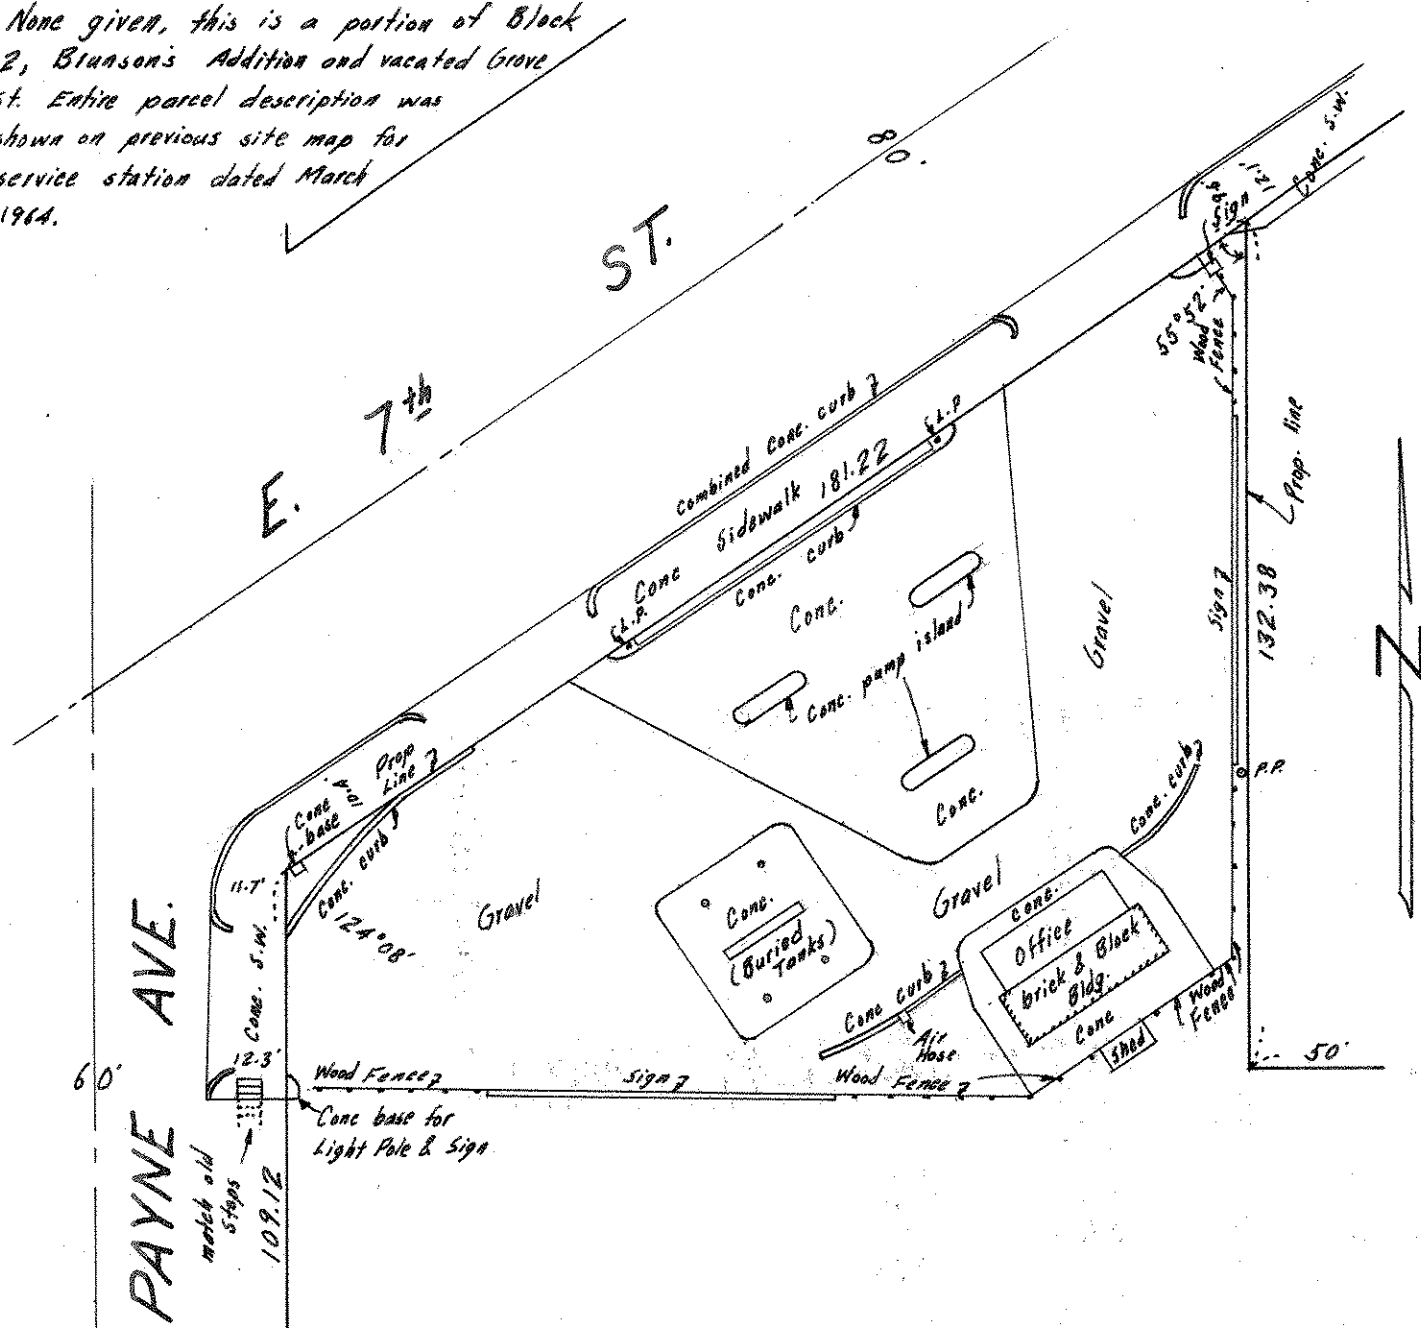 None given, this is a portion of Block
2, Brunson's Addition and vacated Grove
St. Entire parcel description was
shown on previous site map for
service station dated March
1964.
80.
E. 7th ST.
Conc. S.W.
12.1'
Sign
55° 52'
Wood
Fence
Combined Conc. curb
Conc Sidewalk 181.22
L.P.
L.P.
Conc. curb
Conc.
Conc. pump island
Conc.
Gravel
Sign
132.38
Prop. line
N
P.P.
Prop
Line
10.4'
Conc
base
Conc. curb
124° 08'
11.7'
Conc. S.W.
12.3'
Gravel
Conc.
(Buried
Tanks)
Gravel
Conc. curb
Conc.
Office
brick & Block
Bldg.
Conc
Shed
Conc curb
Air
Hose
Wood
Fence
50'
60'
PAYNE AVE.
Wood Fence
Sign
Wood Fence
Conc base for
Light Pole & Sign
match old
steps
109.12